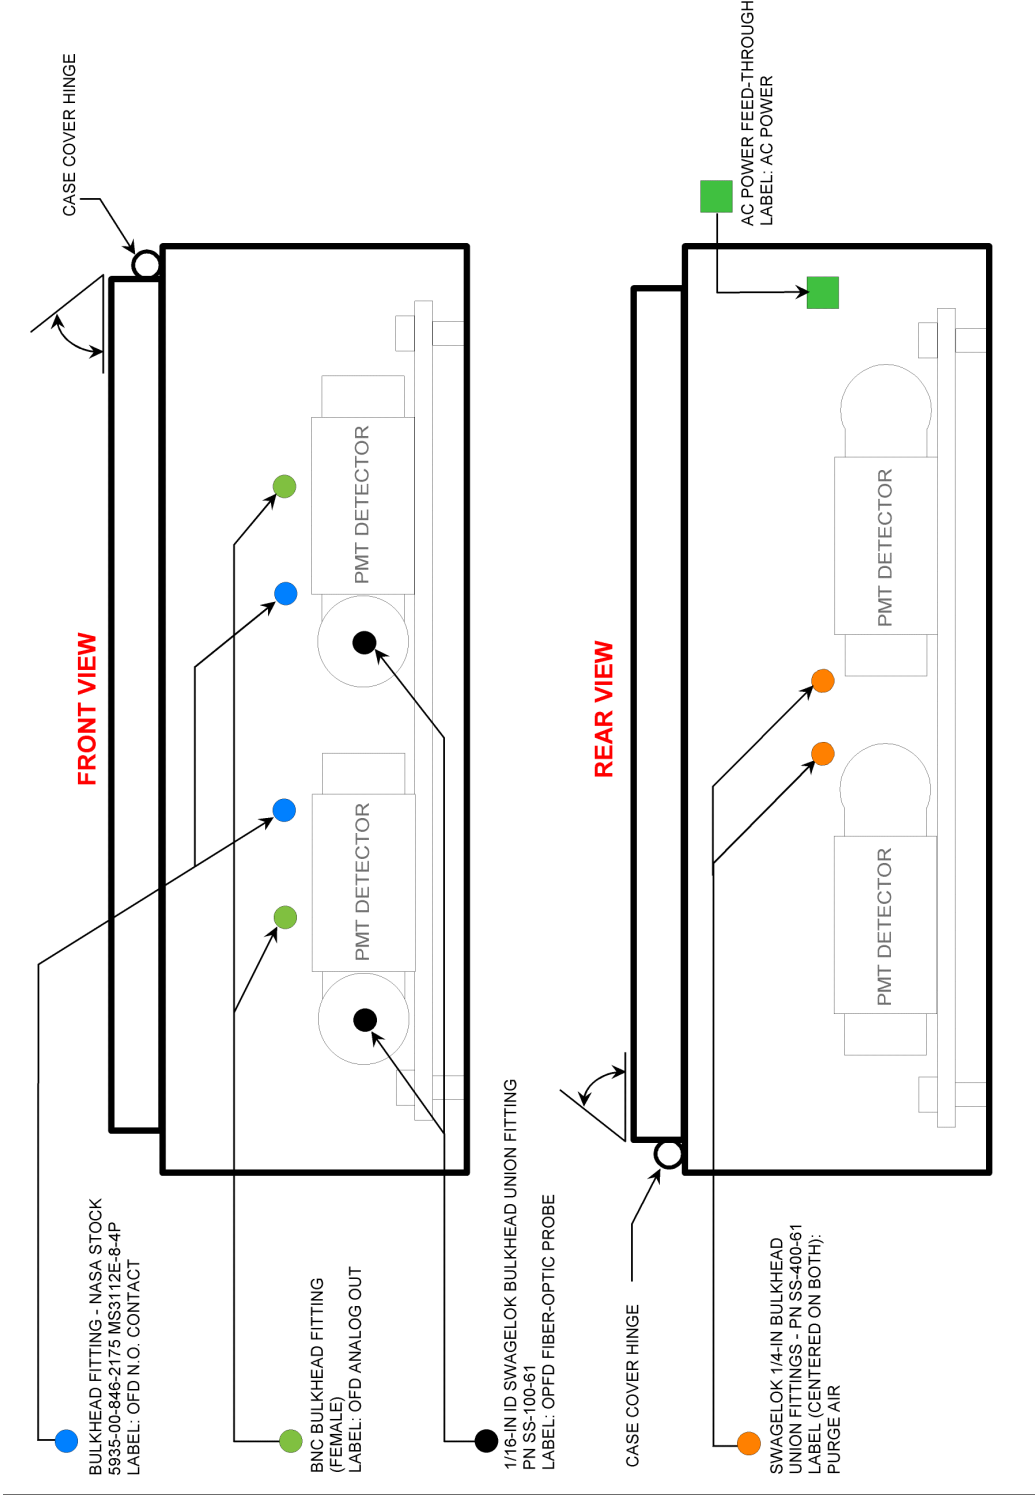 FRONT VIEW
CASE COVER HINGE
PMT DETECTOR
PMT DETECTOR
BULKHEAD FITTING - NASA STOCK
5935-00-846-2175 MS3112E-8-4P
LABEL: OFD N.O. CONTACT
BNC BULKHEAD FITTING
(FEMALE)
LABEL: OFD ANALOG OUT
1/16-IN ID SWAGELOK BULKHEAD UNION FITTING
PN SS-100-61
LABEL: OPFD FIBER-OPTIC PROBE
REAR VIEW
CASE COVER HINGE
PMT DETECTOR
PMT DETECTOR
AC POWER FEED-THROUGH
LABEL: AC POWER
SWAGELOK 1/4-IN BULKHEAD
UNION FITTINGS - PN SS-400-61
LABEL (CENTERED ON BOTH):
PURGE AIR